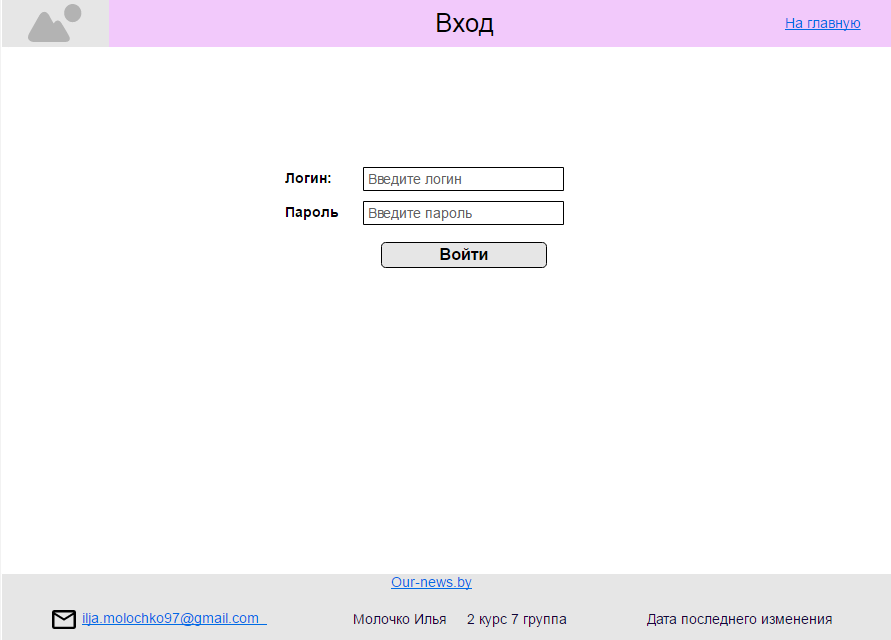 Вход
На главную
Логин: Введите логин
Пароль Введите пароль
Войти
Our-news.by
ilja.molochko97@gmail.com Молочко Илья 2 курс 7 группа Дата последнего изменения